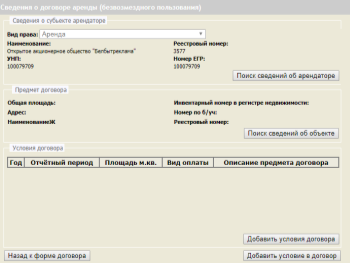 Сведения о договоре аренды (безвозмездного пользования)
Сведения о субъекте арендаторе
Вид права: Аренда
Наименование: Реестровый номер:
Открытое акционерное общество "Белбытреклама" 3577
УНП: Номер ЕГР:
100079709 100079709
Поиск сведений об арендаторе
Предмет договора
Общая площадь: Инвентарный номер в регистре недвижимости:
Адрес: Номер по б/уч:
НаименованиеЖ Реестровый номер:
Поиск сведений об объекте
Условия договора
Год Отчётный период Площадь м.кв. Вид оплаты Описание предмета договора
Добавить условия договора
Назад к форме договора Добавить условие в договор